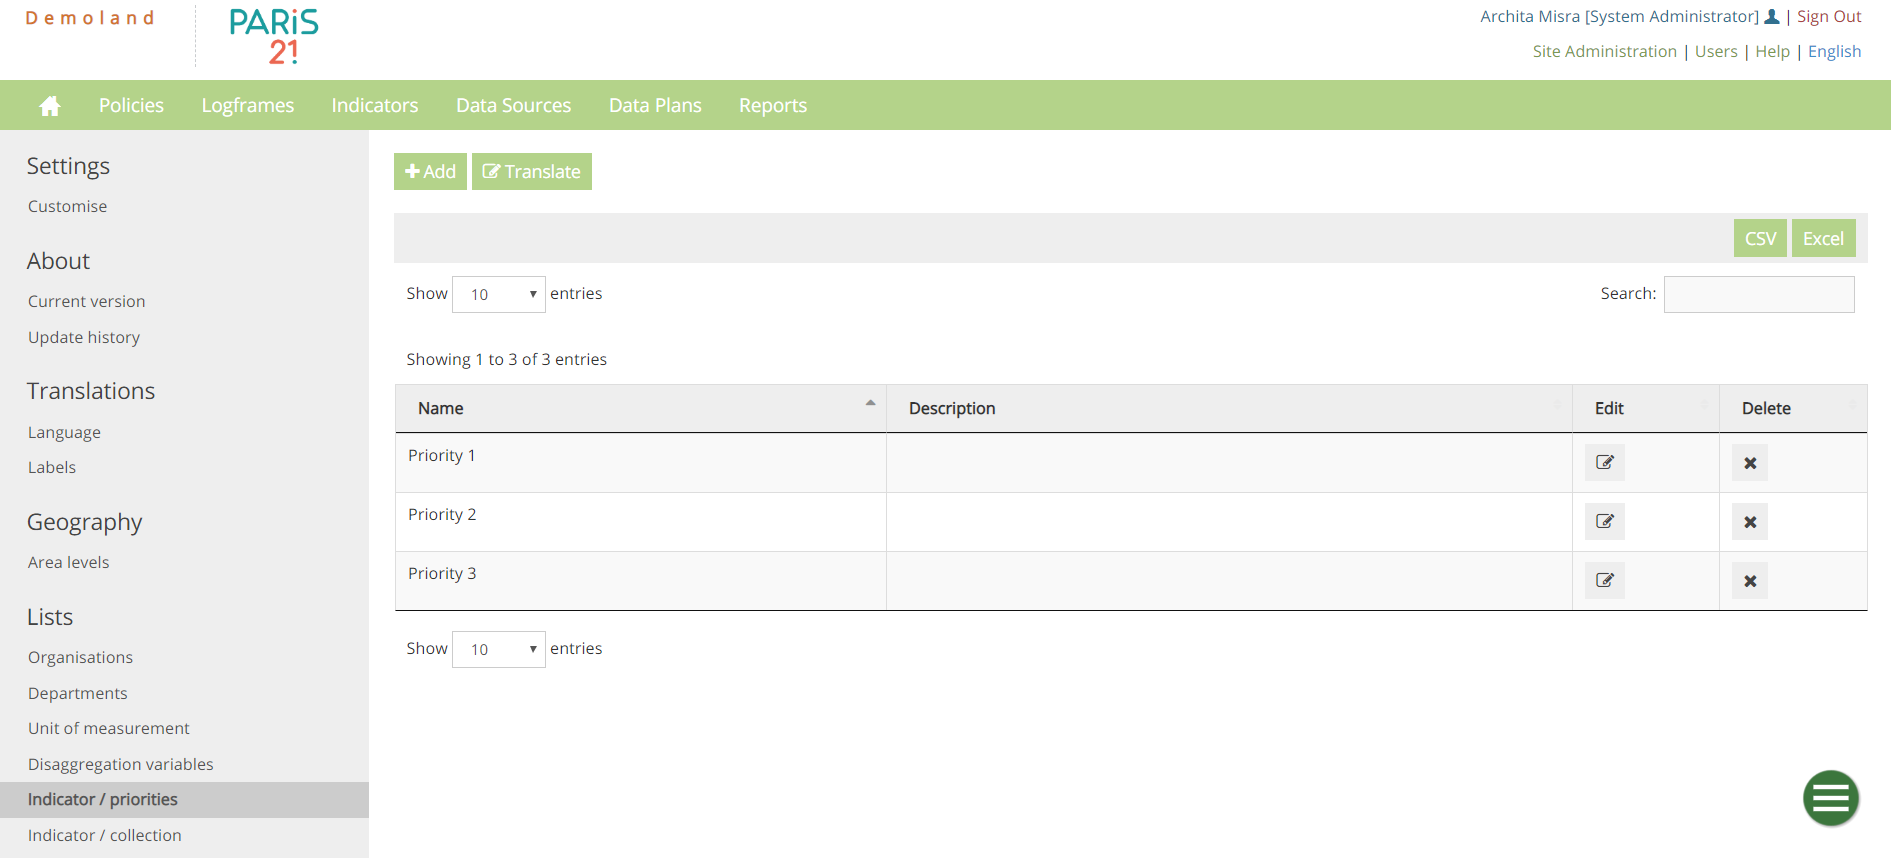 Demoland
PARIS
21
Archita Misra [System Administrator] | Sign Out
Site Administration | Users | Help | English
Policies Logframes Indicators Data Sources Data Plans Reports
Settings
Customise
About
Current version
Update history
Translations
Language
Labels
Geography
Area levels
Lists
Organisations
Departments
Unit of measurement
Disaggregation variables
Indicator / priorities
Indicator / collection
Add Translate
CSV Excel
Show 10 entries Search:
Showing 1 to 3 of 3 entries
Name Description Edit Delete
Priority 1
Priority 2
Priority 3
Show 10 entries